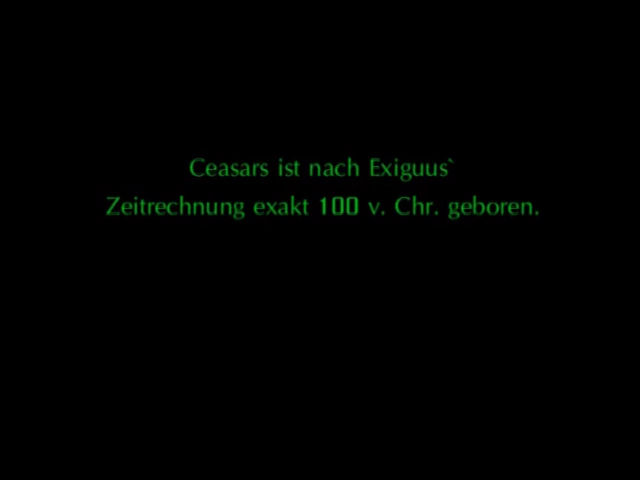 Ceasars ist nach Exiguus`
Zeitrechnung exakt 100 v. Chr. geboren.